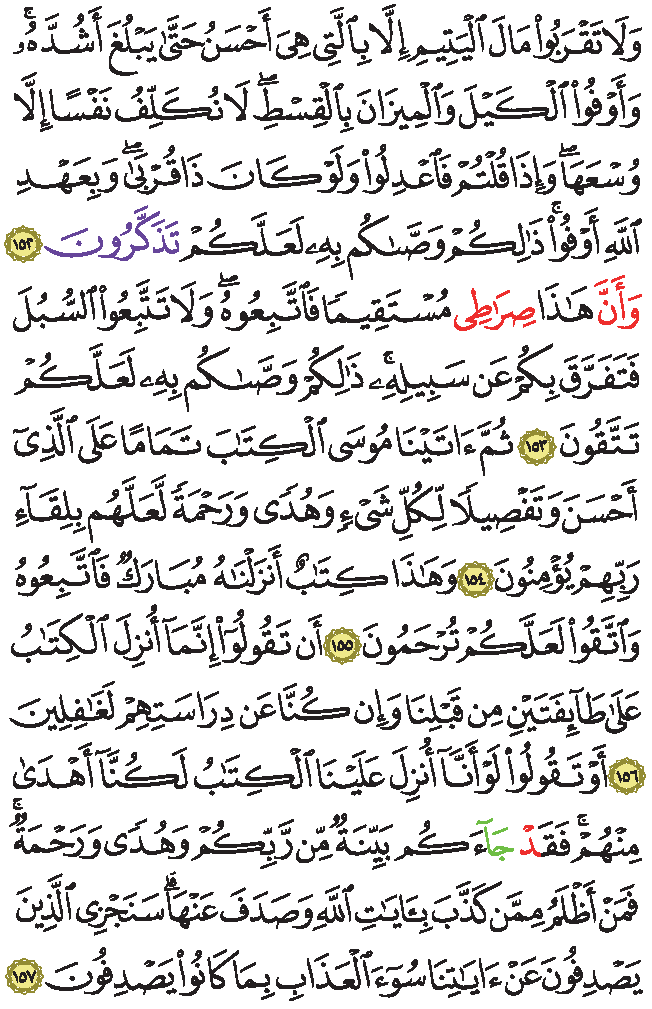 وَلَا تَقْرَبُوا۟ مَالَ ٱلْيَتِيمِ إِلَّا بِٱلَّتِى هِىَ أَحْسَنُ حَتَّىٰ يَبْلُغَ أَشُدَّهُۥۚ
وَأَوْفُوا۟ ٱلْكَيْلَ وَٱلْمِيزَانَ بِٱلْقِسْطِۖ لَا نُكَلِّفُ نَفْسًا إِلَّا
وُسْعَهَاۖ وَإِذَا قُلْتُمْ فَٱعْدِلُوا۟ وَلَوْ كَانَ ذَا قُرْبَىٰۖ وَبِعَهْدِ
ٱللَّهِ أَوْفُوا۟ۚ ذَٰلِكُمْ وَصَّىٰكُم بِهِۦ لَعَلَّكُمْ تَذَكَّرُونَ ١٥٢
وَأَنَّ هَـٰذَا صِرَٰطِى مُسْتَقِيمًا فَٱتَّبِعُوهُۖ وَلَا تَتَّبِعُوا۟ ٱلسُّبُلَ
فَتَفَرَّقَ بِكُمْ عَن سَبِيلِهِۦۚ ذَٰلِكُمْ وَصَّىٰكُم بِهِۦ لَعَلَّكُمْ
تَتَّقُونَ ١٥٣ ثُمَّ ءَاتَيْنَا مُوسَى ٱلْكِتَـٰبَ تَمَامًا عَلَى ٱلَّذِىٓ
أَحْسَنَ وَتَفْصِيلًا لِّكُلِّ شَىْءٍ وَهُدًى وَرَحْمَةً لَّعَلَّهُم بِلِقَآءِ
رَبِّهِمْ يُؤْمِنُونَ ١٥٤ وَهَـٰذَا كِتَـٰبٌ أَنزَلْنَـٰهُ مُبَارَكٌ فَٱتَّبِعُوهُ
وَٱتَّقُوا۟ لَعَلَّكُمْ تُرْحَمُونَ ١٥٥ أَن تَقُولُوٓا۟ إِنَّمَآ أُنزِلَ ٱلْكِتَـٰبُ
عَلَىٰ طَآئِفَتَيْنِ مِن قَبْلِنَا وَإِن كُنَّا عَن دِرَاسَتِهِمْ لَغَـٰفِلِينَ
١٥٦ أَوْ تَقُولُوا۟ لَوْ أَنَّآ أُنزِلَ عَلَيْنَا ٱلْكِتَـٰبُ لَكُنَّآ أَهْدَىٰ
مِنْهُمْۚ فَقَدْ جَآءَكُم بَيِّنَةٌ مِّن رَّبِّكُمْ وَهُدًى وَرَحْمَةٌۚ
فَمَنْ أَظْلَمُ مِمَّن كَذَّبَ بِـَٔايَـٰتِ ٱللَّهِ وَصَدَفَ عَنْهَاۗ سَنَجْزِى ٱلَّذِينَ
يَصْدِفُونَ عَنْ ءَايَـٰتِنَا سُوٓءَ ٱلْعَذَابِ بِمَا كَانُوا۟ يَصْدِفُونَ ١٥٧